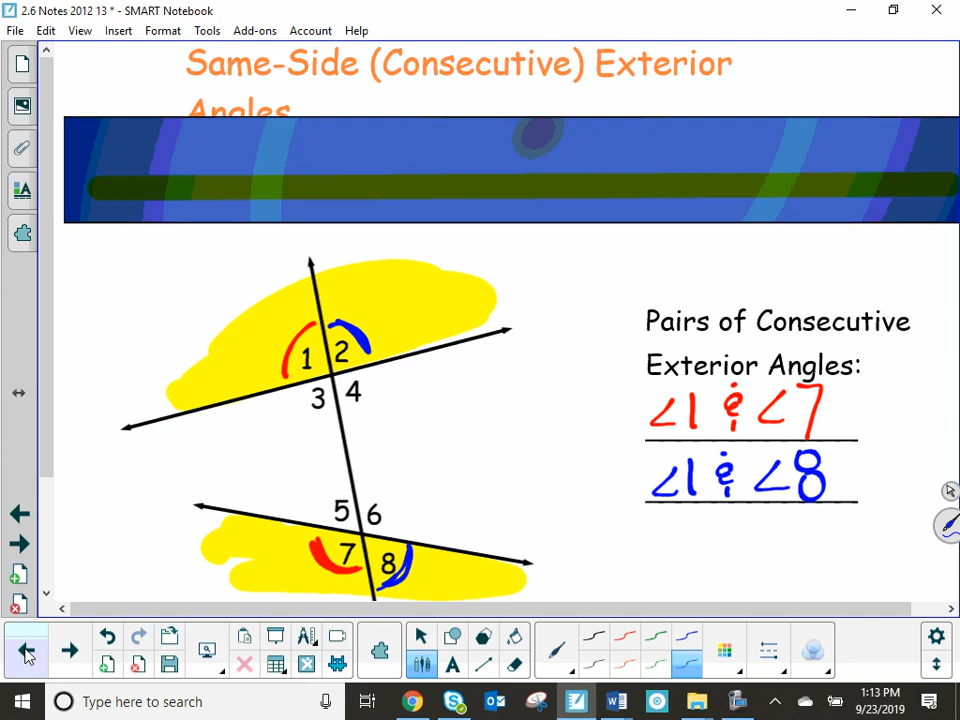 2.6 Notes 2012 13 * - SMART Notebook
File Edit View Insert Format Tools Add-ons Account Help
Same-Side (Consecutive) Exterior
Angles
1 2
3 4
5 6
7 8
Pairs of Consecutive
Exterior Angles:
∠1 & ∠7
∠1 & ∠8
Type here to search
1:13 PM
9/23/2019